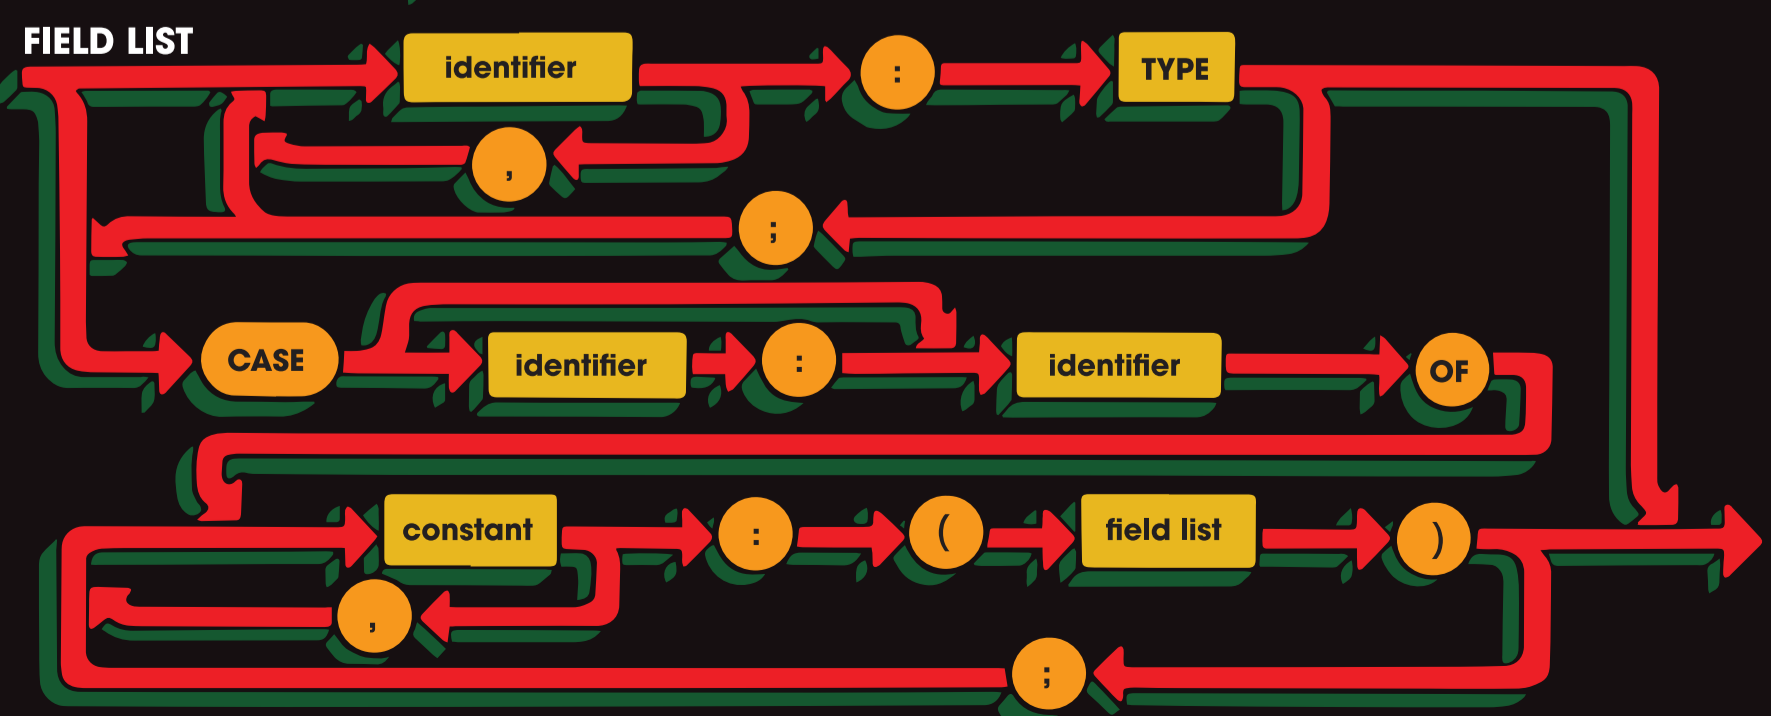 FIELD LIST
identifier : TYPE
,
;
CASE identifier : identifier OF
constant : ( field list )
,
;